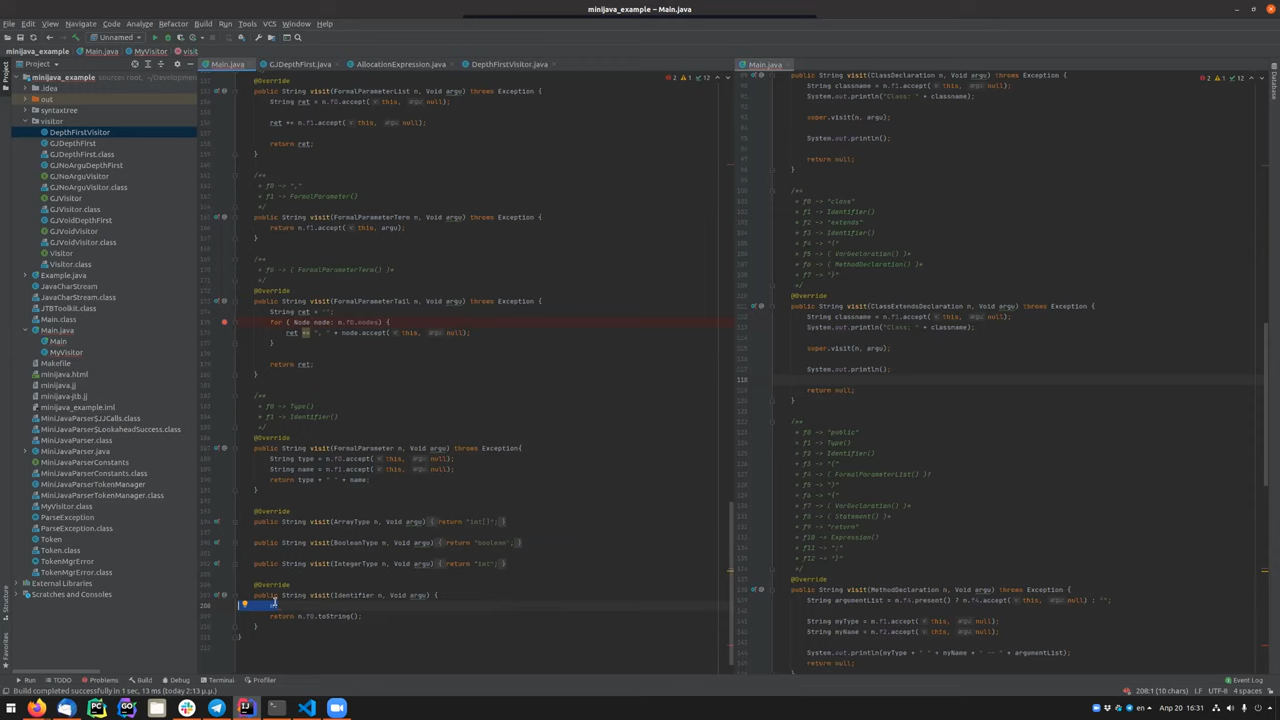 minijava_example – Main.java
File Edit View Navigate Code Analyze Refactor Build Run Tools VCS Window Help
Unnamed
minijava_example Main.java MyVisitor visit
Project
Main.java GJDepthFirst.java AllocationExpression.java DepthFirstVisitor.java
Main.java
minijava_example sources root, ~/Developmen
.idea
out
syntaxtree
visitor
DepthFirstVisitor
GJDepthFirst
GJDepthFirst.class
GJNoArguDepthFirst
GJNoArguVisitor
GJNoArguVisitor.class
GJVisitor
GJVisitor.class
GJVoidDepthFirst
GJVoidVisitor
GJVoidVisitor.class
Visitor
Visitor.class
Example.java
JavaCharStream
JavaCharStream.class
JTBToolkit.class
Main.class
Main.java
Main
MyVisitor
Makefile
minijava.html
minijava.jj
minijava-jtb.jj
minijava_example.iml
MiniJavaParser$JJCalls.class
MiniJavaParser$LookaheadSuccess.class
MiniJavaParser.class
MiniJavaParser.java
MiniJavaParserConstants
MiniJavaParserConstants.class
MiniJavaParserTokenManager
MiniJavaParserTokenManager.class
MyVisitor.class
ParseException
ParseException.class
Token
Token.class
TokenMgrError
TokenMgrError.class
External Libraries
Scratches and Consoles
@Override
public String visit(FormalParameterList n, Void argu) throws Exception {
String ret = n.f0.accept( this, null);
ret += n.f1.accept( this, null);
return ret;
}
/**
* f0 -> ","
* f1 -> FormalParameter()
*/
public String visit(FormalParameterTerm n, Void argu) throws Exception {
return n.f1.accept( this, argu);
}
/**
* f0 -> ( FormalParameterTerm() )*
*/
@Override
public String visit(FormalParameterTail n, Void argu) throws Exception {
String ret = "";
for ( Node node: n.f0.nodes) {
ret += ", " + node.accept( this, null);
}
return ret;
}
/**
* f0 -> Type()
* f1 -> Identifier()
*/
@Override
public String visit(FormalParameter n, Void argu) throws Exception{
String type = n.f0.accept( this, null);
String name = n.f1.accept( this, null);
return type + " " + name;
}
@Override
public String visit(ArrayType n, Void argu) { return "int[]"; }
public String visit(BooleanType n, Void argu) { return "boolean"; }
public String visit(IntegerType n, Void argu) { return "int"; }
@Override
public String visit(Identifier n, Void argu) {
return n.f0.toString();
}
}
public String visit(ClassDeclaration n, Void argu) throws Exception {
String classname = n.f1.accept( this, null);
System.out.println("Class: " + classname);
super.visit(n, argu);
System.out.println();
return null;
}
/**
* f0 -> "class"
* f1 -> Identifier()
* f2 -> "extends"
* f3 -> Identifier()
* f4 -> "{"
* f5 -> ( VarDeclaration() )*
* f6 -> ( MethodDeclaration() )*
* f7 -> "}"
*/
@Override
public String visit(ClassExtendsDeclaration n, Void argu) throws Exception {
String classname = n.f1.accept( this, null);
System.out.println("Class: " + classname);
super.visit(n, argu);
System.out.println();
return null;
}
/**
* f0 -> "public"
* f1 -> Type()
* f2 -> Identifier()
* f3 -> "("
* f4 -> ( FormalParameterList() )?
* f5 -> ")"
* f6 -> "{"
* f7 -> ( VarDeclaration() )*
* f8 -> ( Statement() )*
* f9 -> "return"
* f10 -> Expression()
* f11 -> ";"
* f12 -> "}"
*/
@Override
public String visit(MethodDeclaration n, Void argu) throws Exception {
String argumentList = n.f4.present() ? n.f4.accept( this, null) : "";
String myType = n.f1.accept( this, null);
String myName = n.f2.accept( this, null);
System.out.println(myType + " " + myName + " -- " + argumentList);
return null;
Run TODO Problems Build Debug Terminal Profiler Event Log
Build completed successfully in 1 sec, 13 ms (today 2:13 μ.μ.) 208:1 (10 chars) LF UTF-8 4 spaces
en Απρ 20 16:31